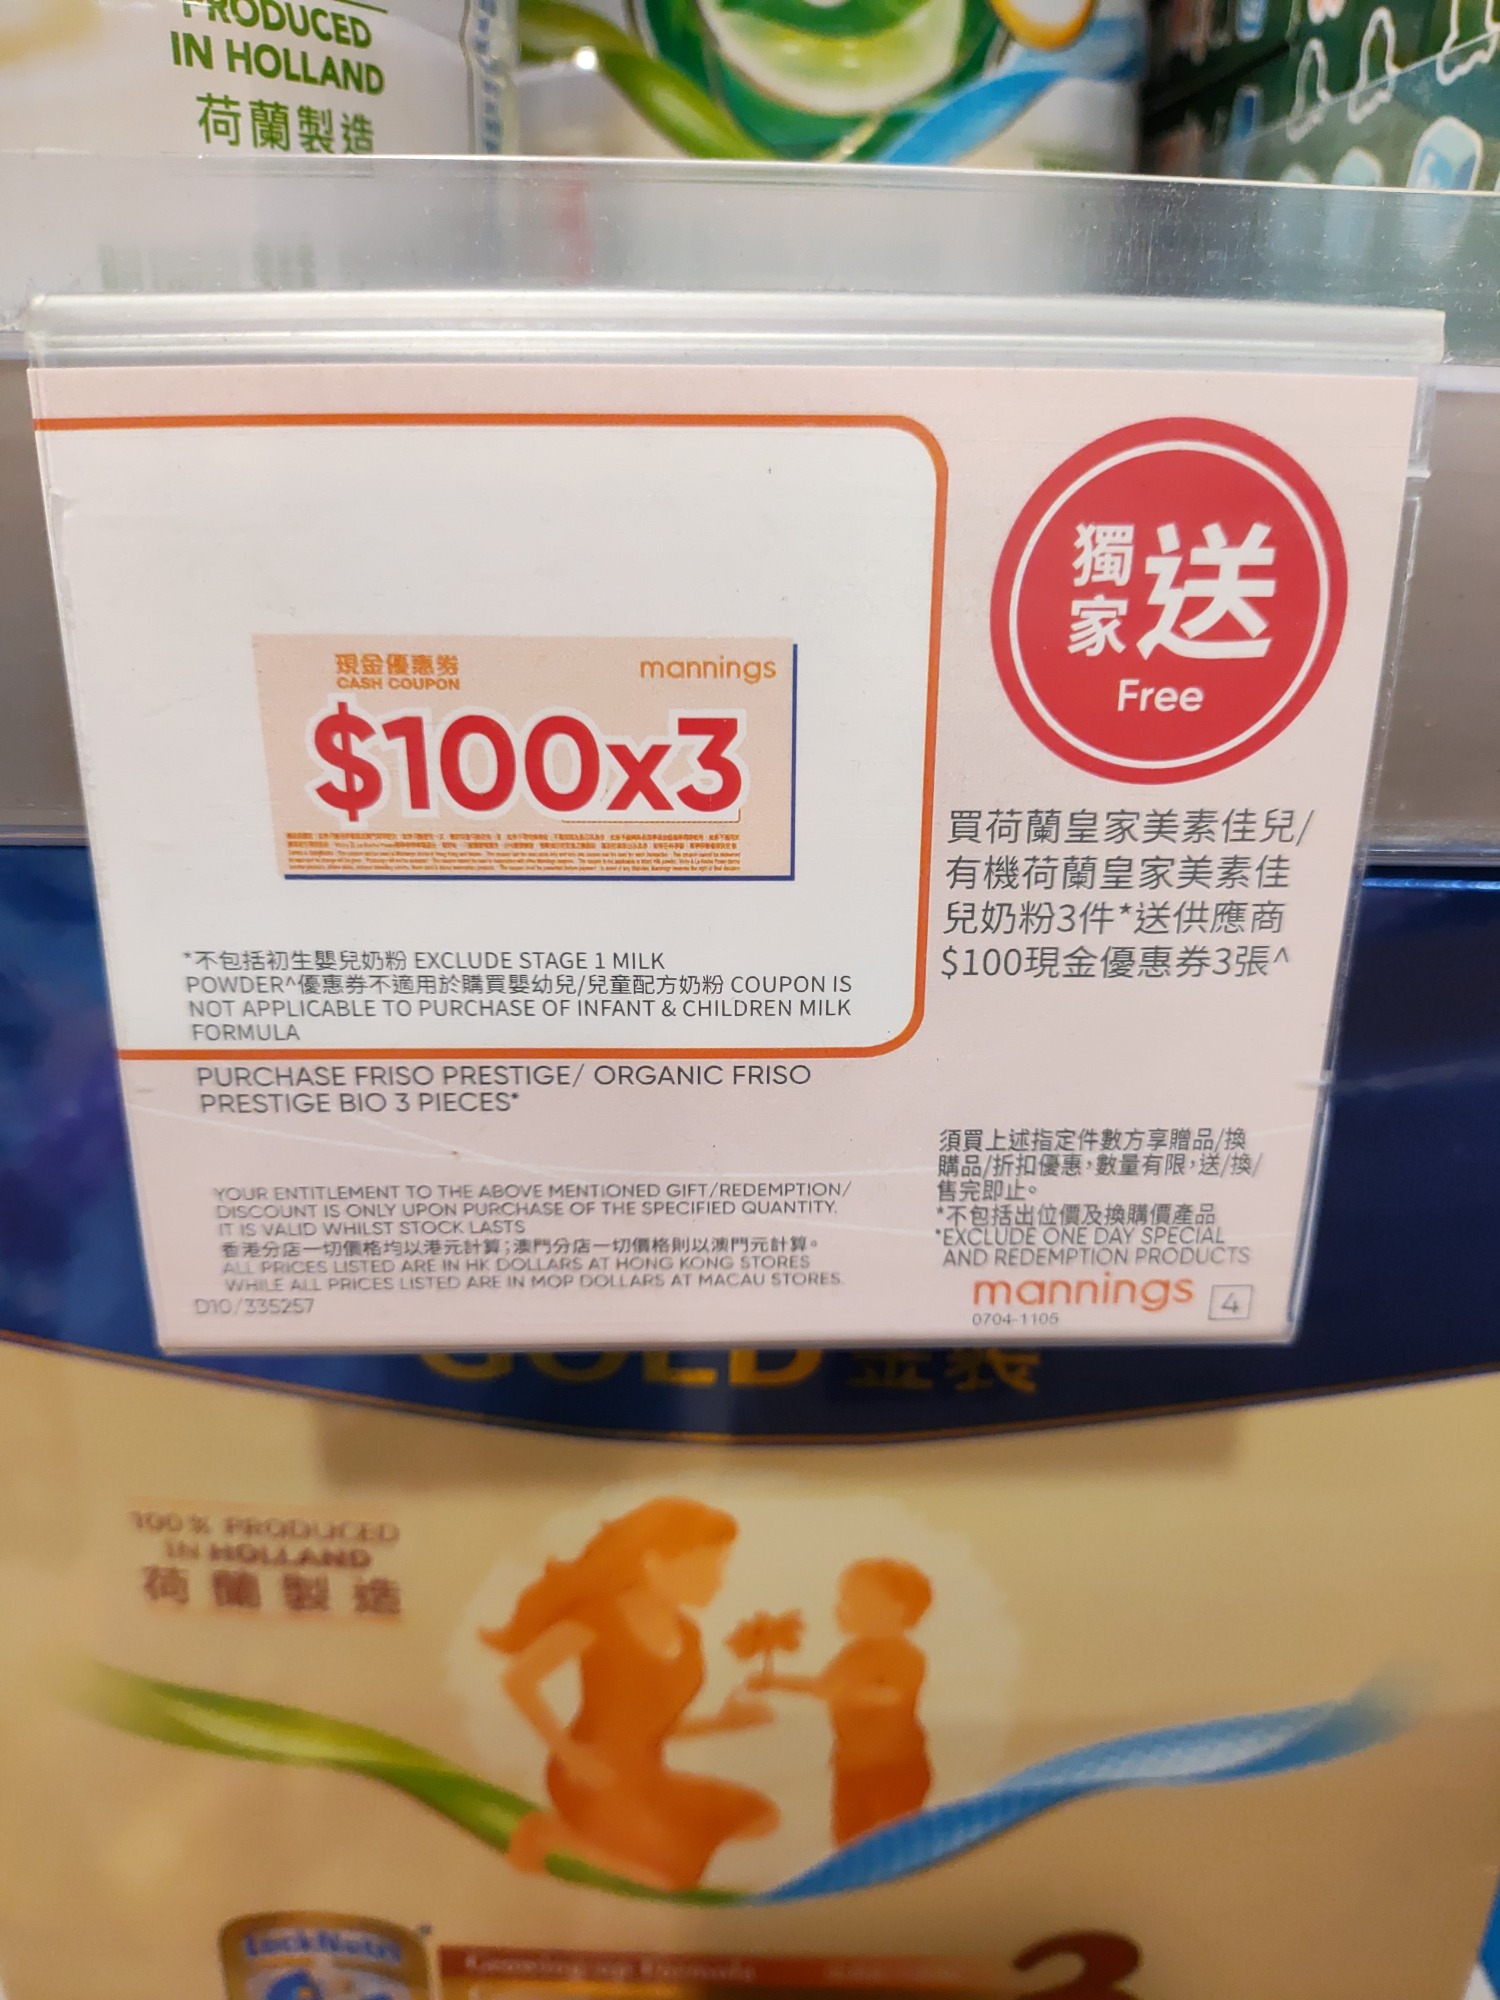 PRODUCED
IN HOLLAND
荷蘭製造
現金優惠券
CASH COUPON
mannings
$100x3
獨家送
Free
買荷蘭皇家美素佳兒/
有機荷蘭皇家美素佳
兒奶粉3件*送供應商
$100現金優惠券3張^
*不包括初生嬰兒奶粉 EXCLUDE STAGE 1 MILK
POWDER^優惠券不適用於購買嬰幼兒/兒童配方奶粉 COUPON IS
NOT APPLICABLE TO PURCHASE OF INFANT & CHILDREN MILK
FORMULA
PURCHASE FRISO PRESTIGE/ ORGANIC FRISO
PRESTIGE BIO 3 PIECES*
YOUR ENTITLEMENT TO THE ABOVE MENTIONED GIFT/REDEMPTION/
DISCOUNT IS ONLY UPON PURCHASE OF THE SPECIFIED QUANTITY.
IT IS VALID WHILST STOCK LASTS
香港分店一切價格均以港元計算;澳門分店一切價格則以澳門元計算。
ALL PRICES LISTED ARE IN HK DOLLARS AT HONG KONG STORES
WHILE ALL PRICES LISTED ARE IN MOP DOLLARS AT MACAU STORES.
D10/335257
須買上述指定件數方享贈品/換
購品/折扣優惠,數量有限,送/換/
售完即止。
*不包括出位價及換購價產品
*EXCLUDE ONE DAY SPECIAL
AND REDEMPTION PRODUCTS
mannings 4
0704-1105
GOLD 金裝
100% PRODUCED
IN HOLLAND
荷蘭製造
LockNutri
Growing up Formula
3